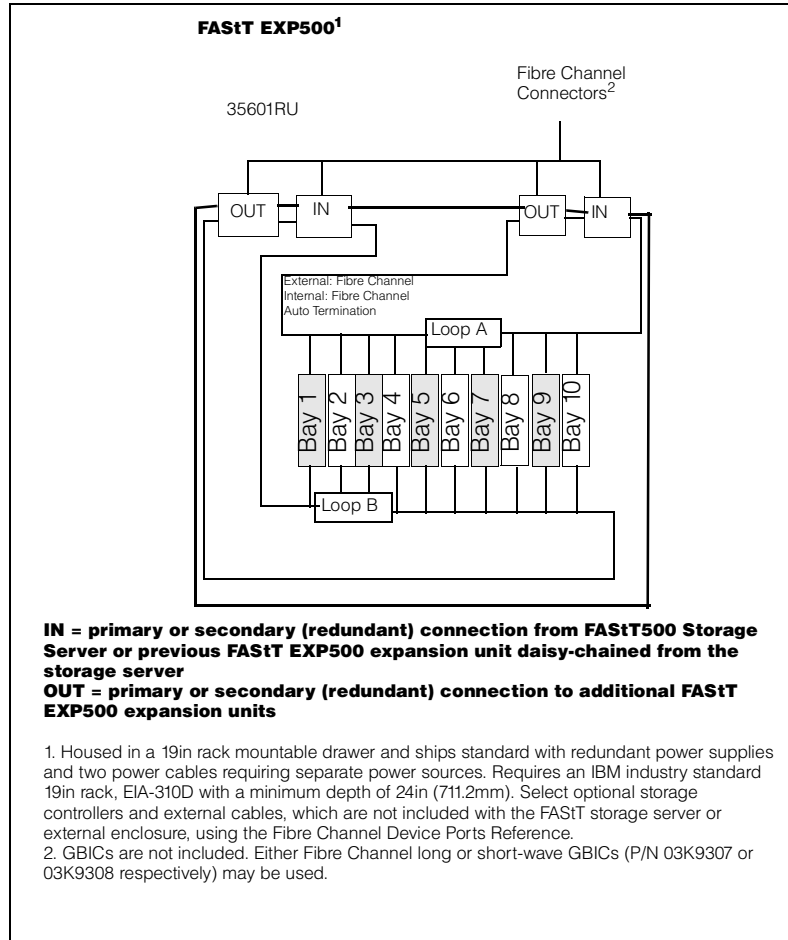 FAStT EXP500¹
Fibre Channel
Connectors²
35601RU
OUT
IN
OUT
IN
External: Fibre Channel
Internal: Fibre Channel
Auto Termination
Loop A
Bay 1
Bay 2
Bay 3
Bay 4
Bay 5
Bay 6
Bay 7
Bay 8
Bay 9
Bay 10
Loop B
IN = primary or secondary (redundant) connection from FAStT500 Storage
Server or previous FAStT EXP500 expansion unit daisy-chained from the
storage server
OUT = primary or secondary (redundant) connection to additional FAStT
EXP500 expansion units
1. Housed in a 19in rack mountable drawer and ships standard with redundant power supplies
and two power cables requiring separate power sources. Requires an IBM industry standard
19in rack, EIA-310D with a minimum depth of 24in (711.2mm). Select optional storage
controllers and external cables, which are not included with the FAStT storage server or
external enclosure, using the Fibre Channel Device Ports Reference.
2. GBICs are not included. Either Fibre Channel long or short-wave GBICs (P/N 03K9307 or
03K9308 respectively) may be used.